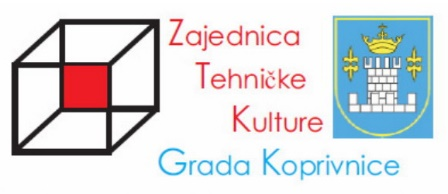 Zajednica
Tehničke
Kulture
Grada Koprivnice